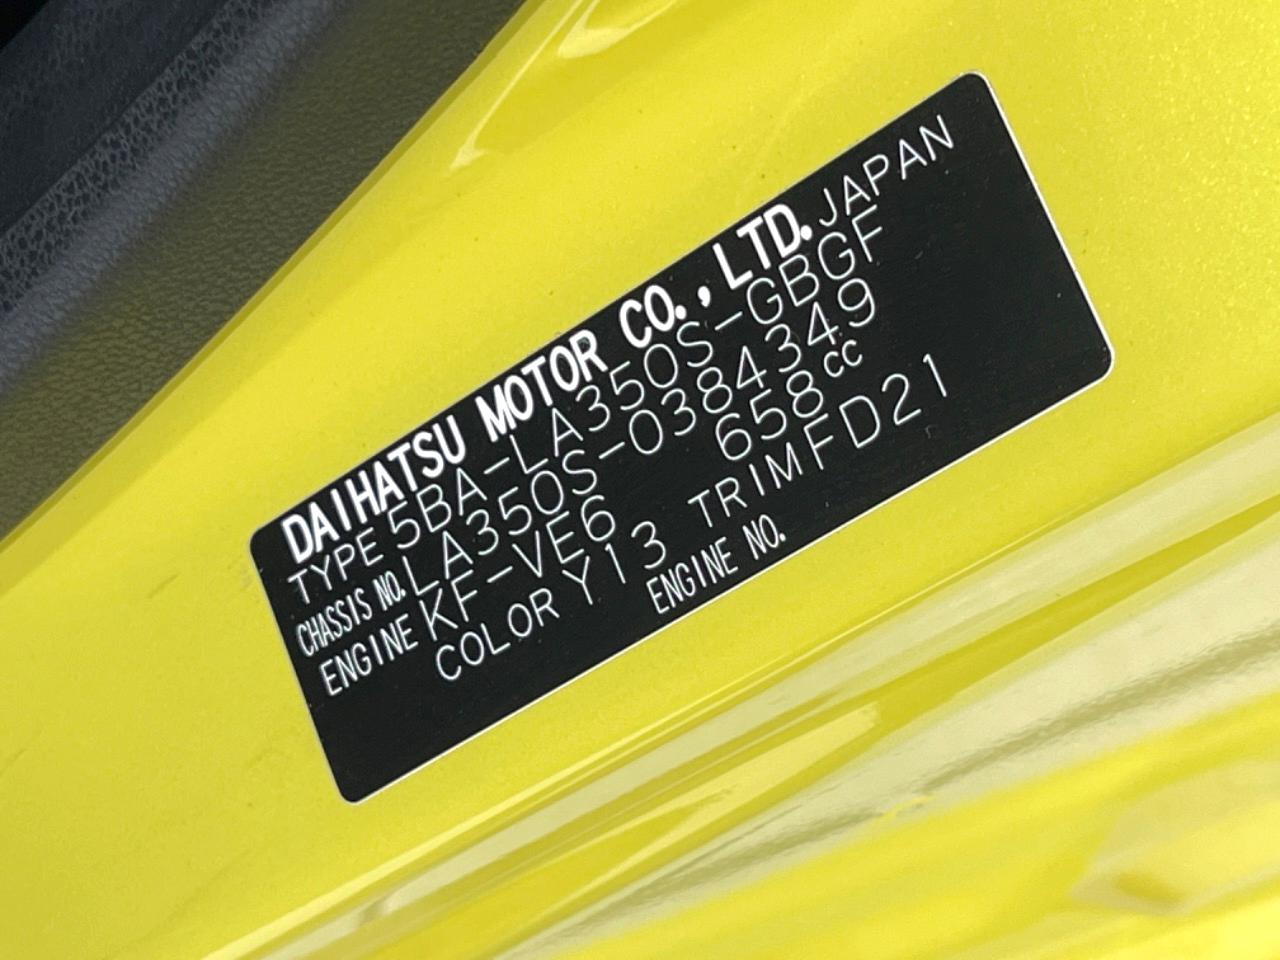 DAIHATSU MOTOR CO., LTD. JAPAN
TYPE 5BA-LA350S-GBGF
CHASSIS NO. LA350S-0384349
ENGINE KF-VE6 658cc
COLOR Y13 TRIM FD21
ENGINE NO.